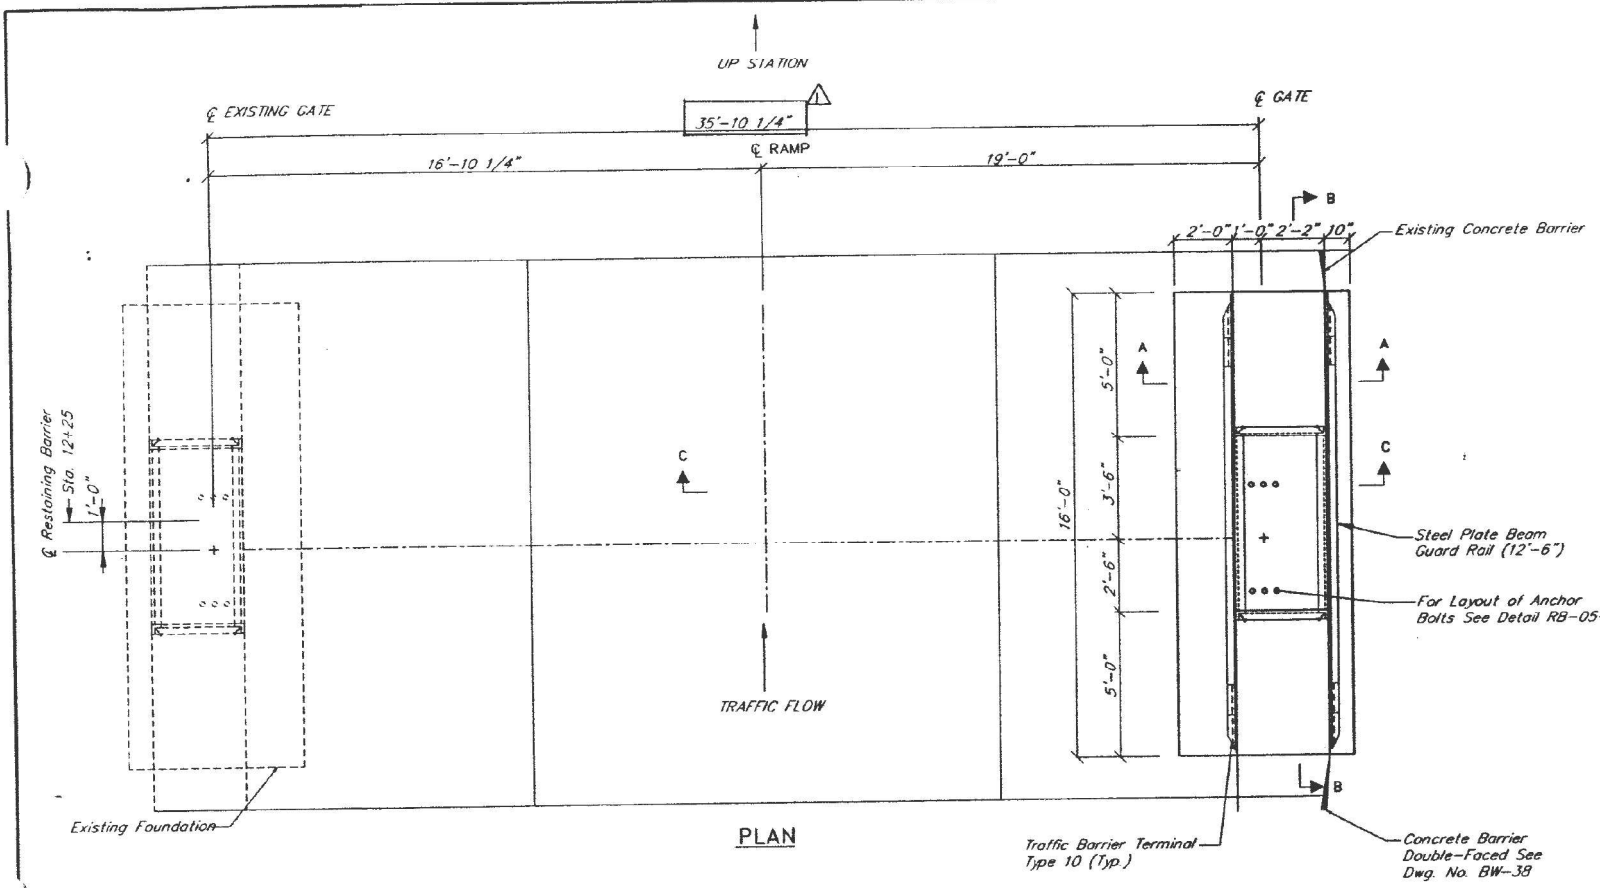 UP STATION
℄ EXISTING GATE
℄ GATE
35'-10 1/4"
1
℄ RAMP
16'-10 1/4"
19'-0"
B
2'-0" 1'-0" 2'-2" 10"
Existing Concrete Barrier
A
A
5'-0"
C
C
℄ Restaining Barrier
Sta. 12+25
1'-0"
3'-6"
16'-0"
Steel Plate Beam
Guard Rail (12'-6")
2'-6"
For Layout of Anchor
Bolts See Detail RB-05-
5'-0"
TRAFFIC FLOW
B
Existing Foundation
PLAN
Traffic Barrier Terminal
Type 10 (Typ.)
Concrete Barrier
Double-Faced See
Dwg. No. BW-38